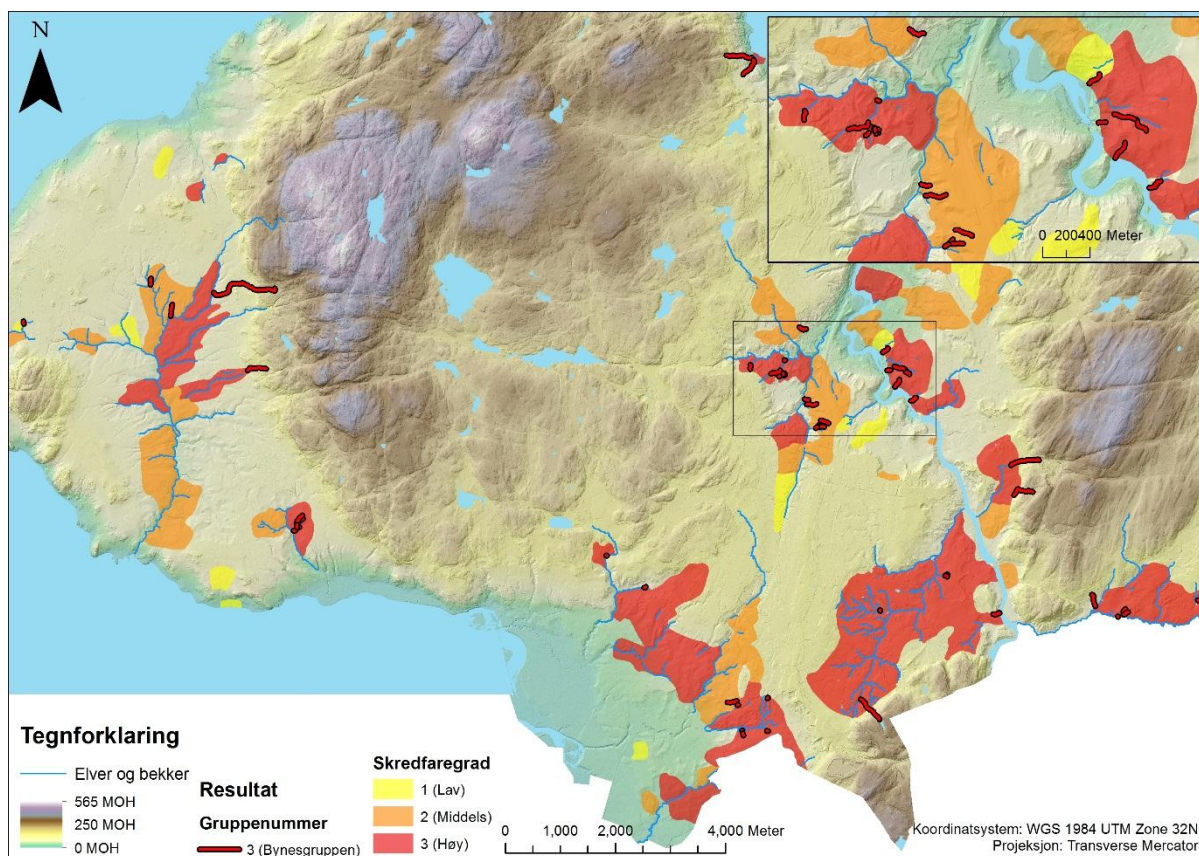 N
0 200400 Meter
Tegnforklaring
Elver og bekker
565 MOH
250 MOH
0 MOH
Resultat
Gruppenummer
3 (Bynesgruppen)
Skredfaregrad
1 (Lav)
2 (Middels)
3 (Høy)
0 1,000 2,000 4,000 Meter
Koordinatsystem: WGS 1984 UTM Zone 32N
Projeksjon: Transverse Mercator